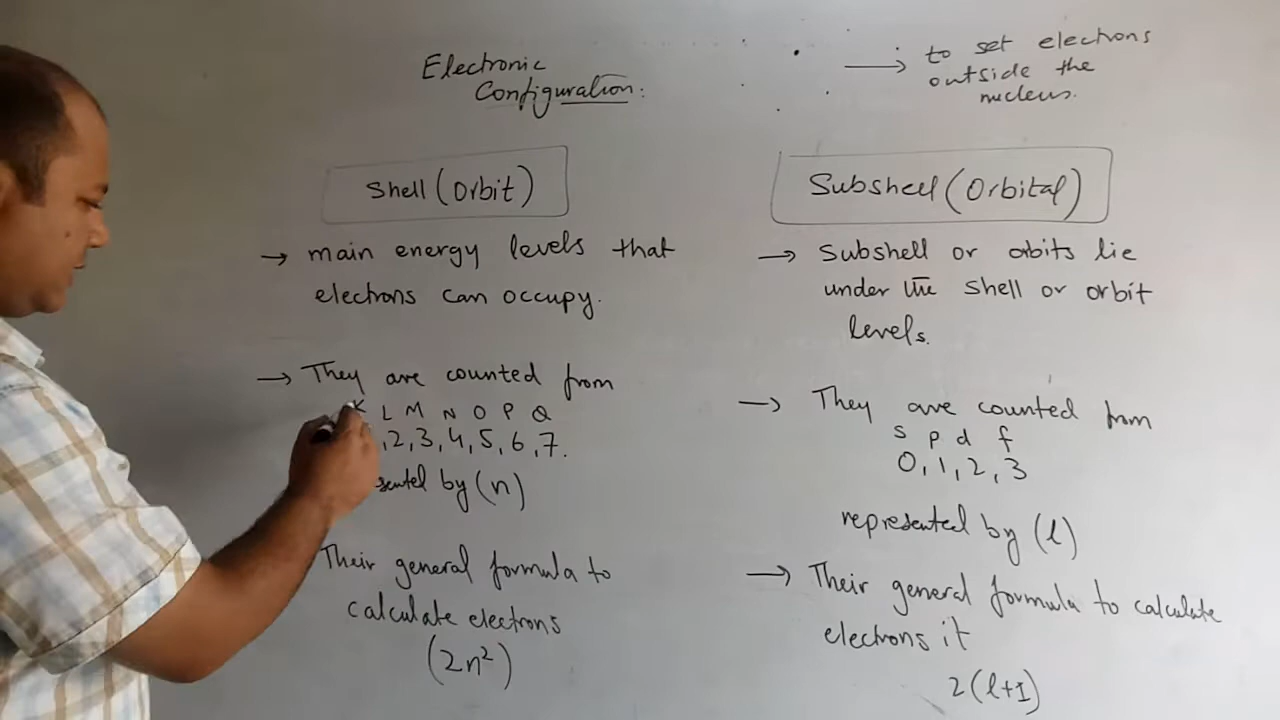 Electronic
Configuration:
→ to set electrons
outside the
nucleus.
Shell (Orbit)
→ main energy levels that
electrons can occupy.
→ They are counted from
K L M N O P Q
,2,3,4,5,6,7.
by (n)
Their general formula to
calculate electrons
(2n²)
Subshell (Orbital)
→ Subshell or orbits lie
under the shell or orbit
levels.
→ They are counted from
s p d f
0,1,2,3
represented by (l)
→ Their general formula to calculate
electrons it
2(l+1)